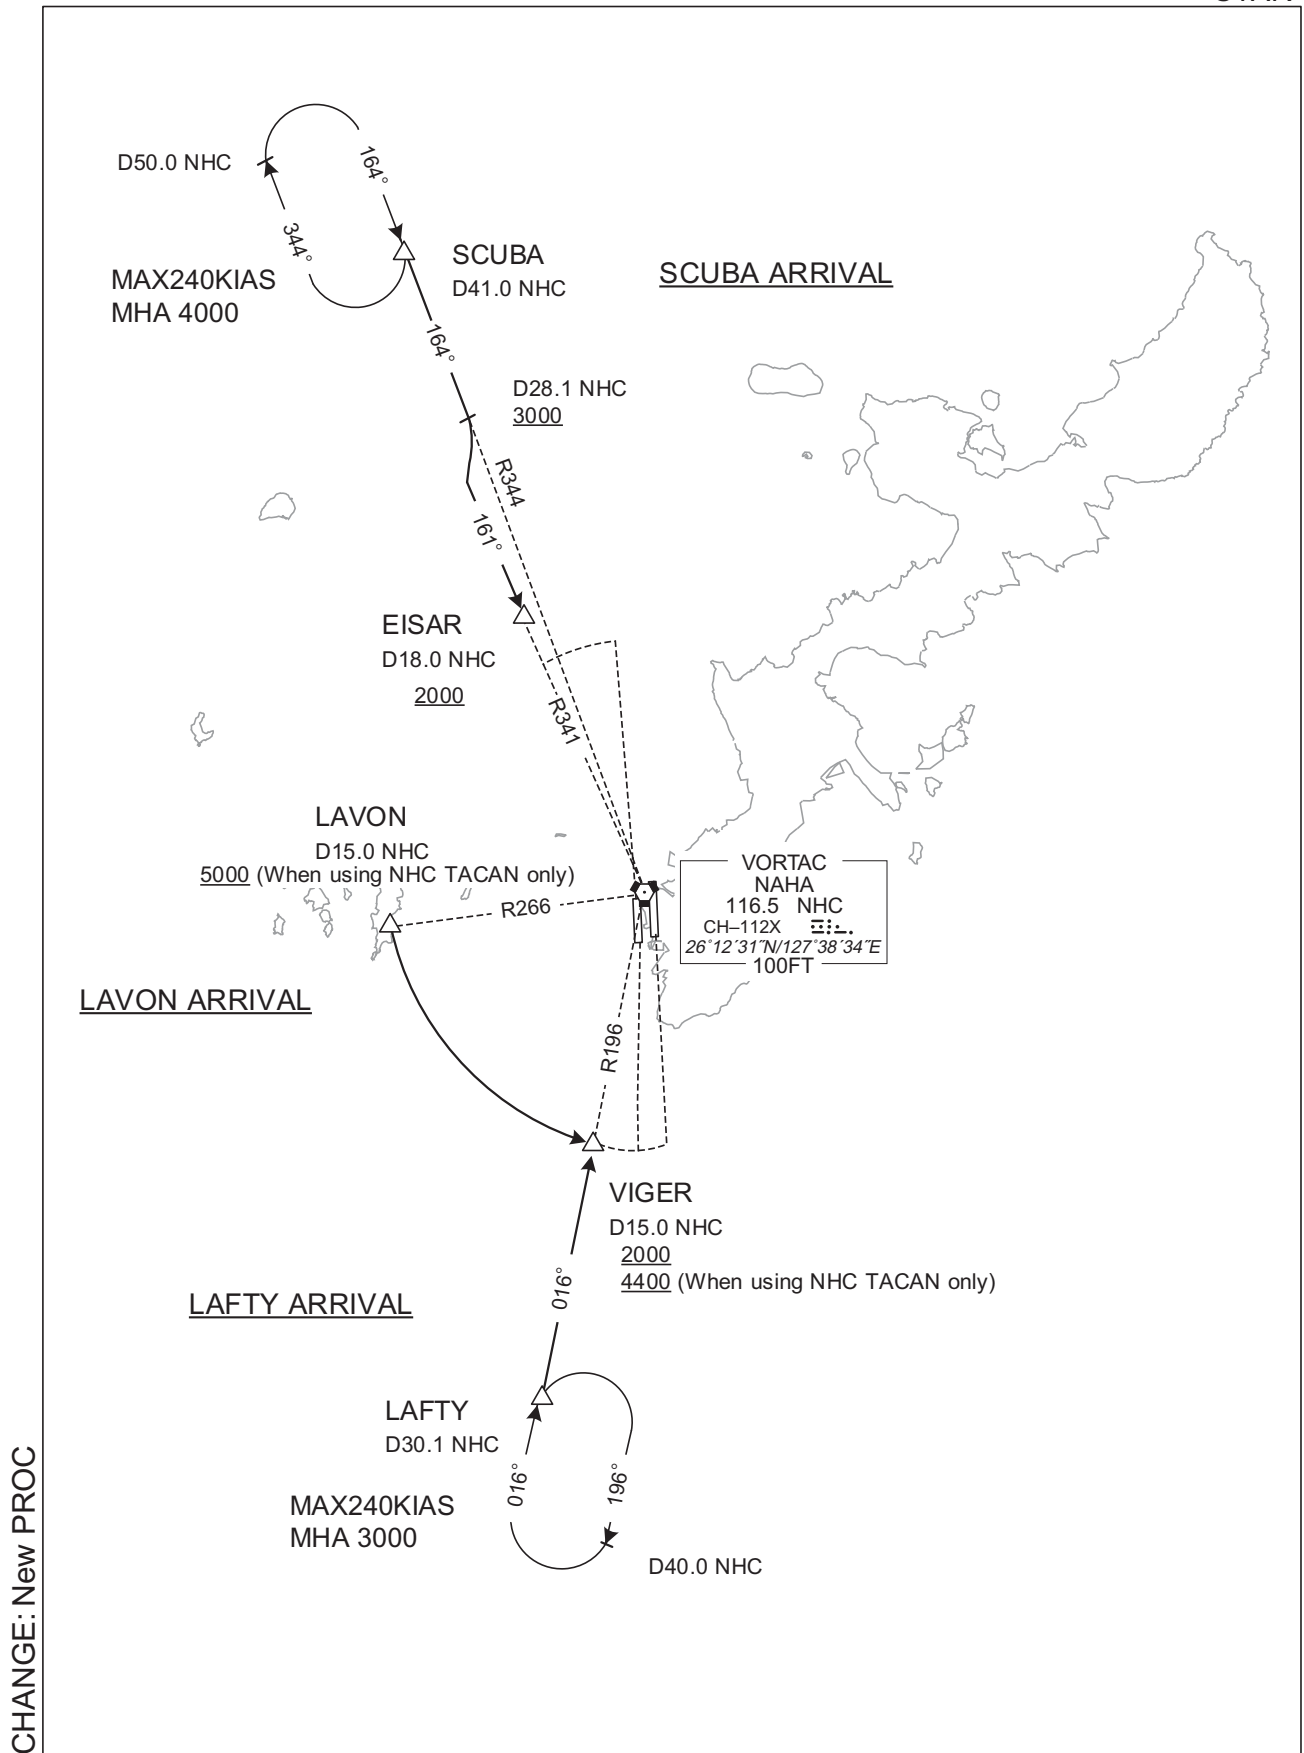 D50.0 NHC
164°
344°
SCUBA
D41.0 NHC
SCUBA ARRIVAL
MAX240KIAS
MHA 4000
164°
D28.1 NHC
3000
R344
161°
EISAR
D18.0 NHC
2000
R341
LAVON
D15.0 NHC
5000 (When using NHC TACAN only)
R266
VORTAC
NAHA
116.5 NHC
CH–112X
26°12´31˝N/127°38´34˝E
100FT
LAVON ARRIVAL
R196
VIGER
D15.0 NHC
2000
4400 (When using NHC TACAN only)
016°
LAFTY ARRIVAL
LAFTY
D30.1 NHC
016°
196°
MAX240KIAS
MHA 3000
D40.0 NHC
CHANGE: New PROC